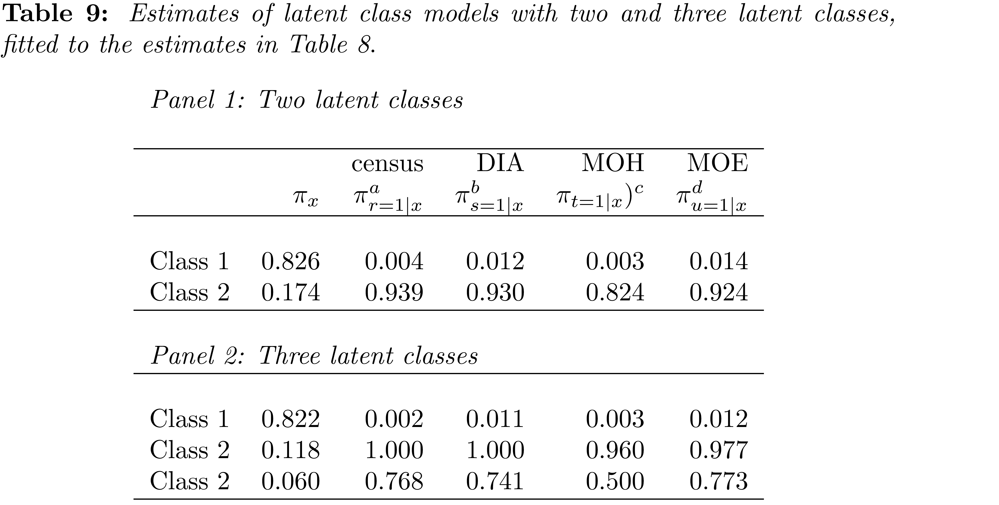 Table 9: Estimates of latent class models with two and three latent classes,
fitted to the estimates in Table 8.
Panel 1: Two latent classes
census DIA MOH MOE
π_x π^a_{r=1|x} π^b_{s=1|x} π_{t=1|x})^c π^d_{u=1|x}
Class 1 0.826 0.004 0.012 0.003 0.014
Class 2 0.174 0.939 0.930 0.824 0.924
Panel 2: Three latent classes
Class 1 0.822 0.002 0.011 0.003 0.012
Class 2 0.118 1.000 1.000 0.960 0.977
Class 2 0.060 0.768 0.741 0.500 0.773